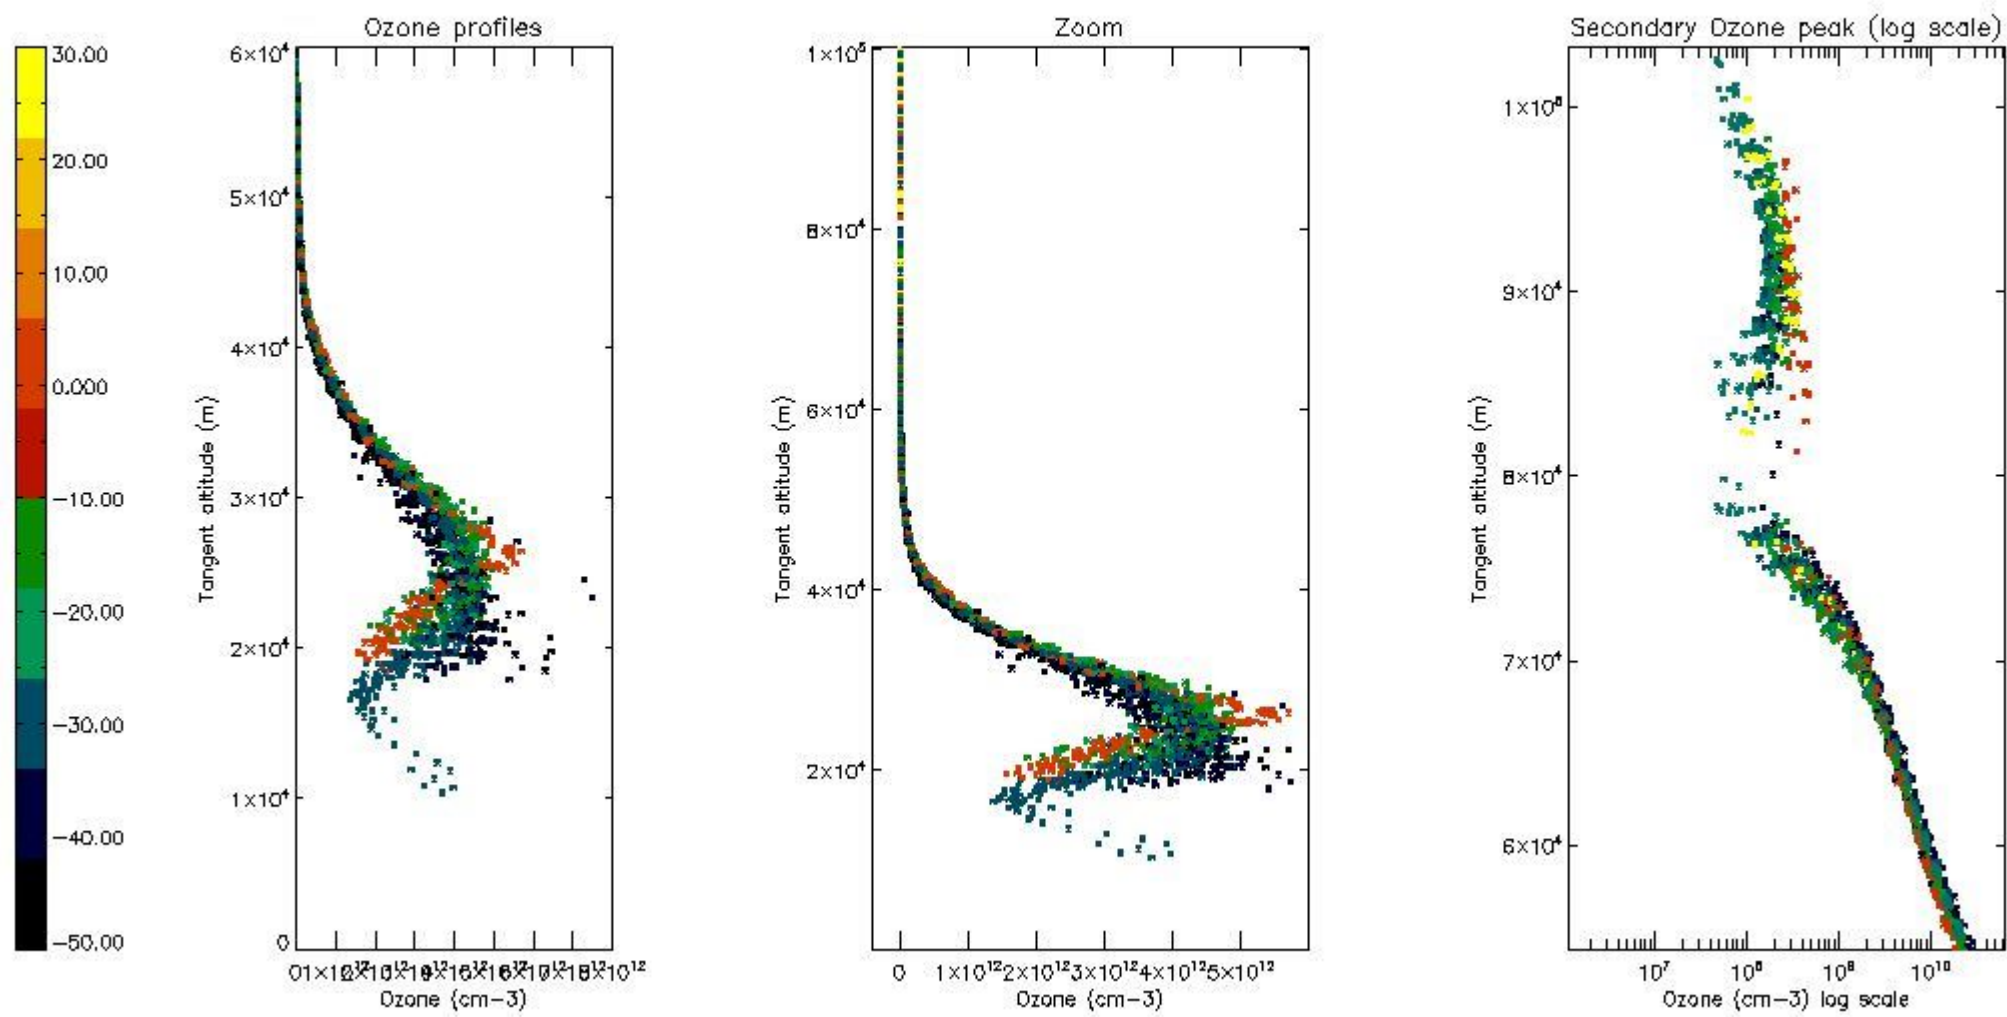 Ozone profiles
Zoom
Secondary Ozone peak (log scale)
30.00
20.00
10.00
0.00
−10.00
−20.00
−30.00
−40.00
−50.00
6×10⁴
5×10⁴
4×10⁴
3×10⁴
2×10⁴
1×10⁴
0
Tangent altitude (m)
Ozone (cm−3)
1×10⁵
8×10⁴
6×10⁴
4×10⁴
2×10⁴
Tangent altitude (m)
0 1×10¹² 2×10¹² 3×10¹² 4×10¹² 5×10¹²
Ozone (cm−3)
1×10⁵
9×10⁴
8×10⁴
7×10⁴
6×10⁴
Tangent altitude (m)
10⁷ 10⁸ 10⁹ 10¹⁰
Ozone (cm−3) log scale